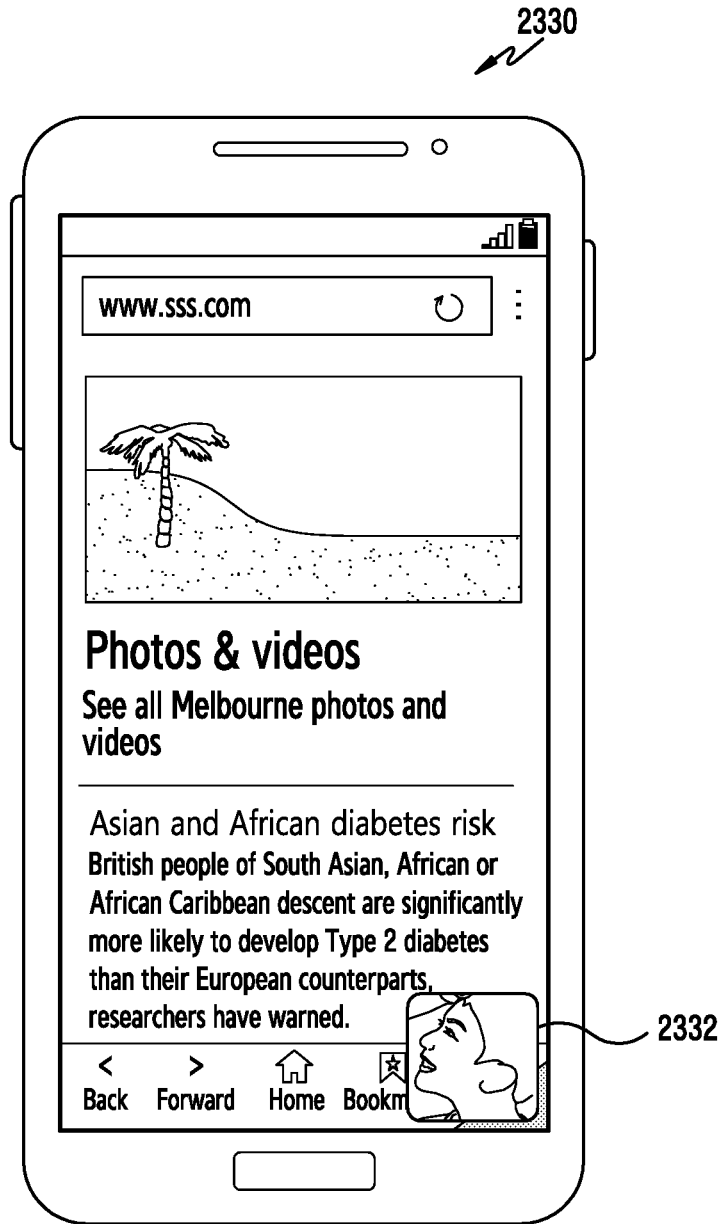 2330
www.sss.com
Photos & videos
See all Melbourne photos and
videos
Asian and African diabetes risk
British people of South Asian, African or
African Caribbean descent are significantly
more likely to develop Type 2 diabetes
than their European counterparts,
researchers have warned.
2332
< >
Back Forward Home Bookm